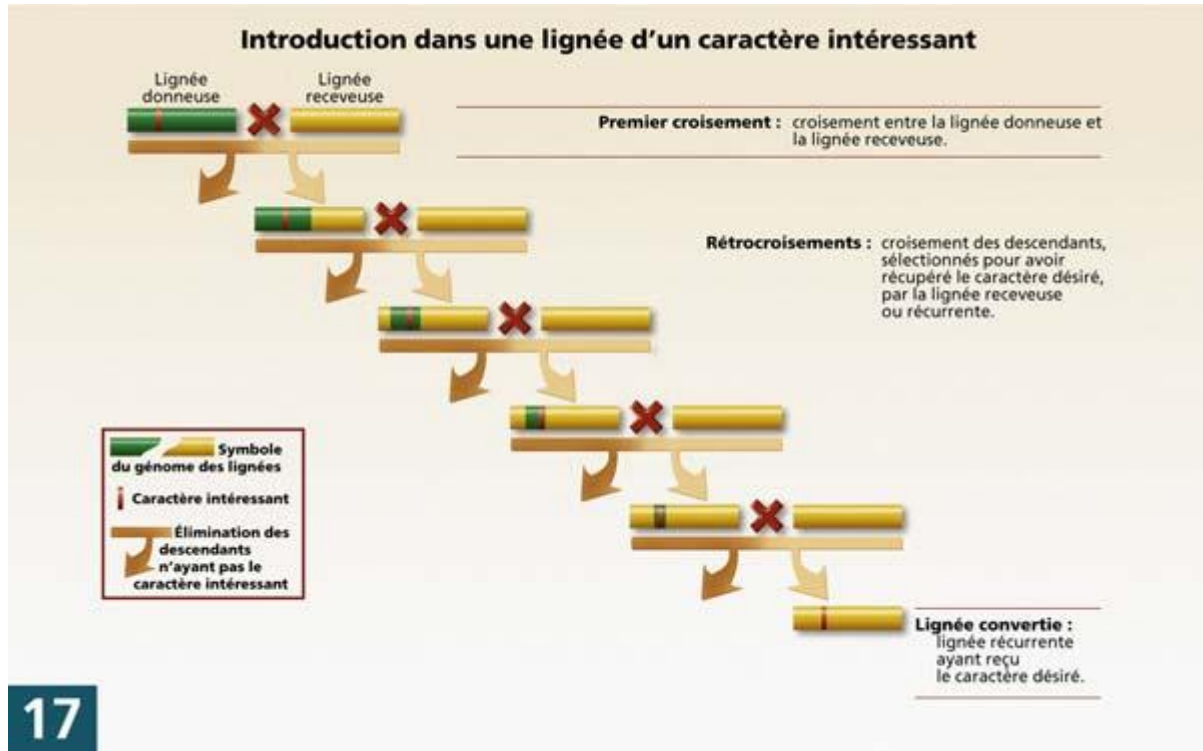 Introduction dans une lignée d'un caractère intéressant
Lignée
donneuse
Lignée
receveuse
Premier croisement : croisement entre la lignée donneuse et
la lignée receveuse.
Rétrocroisements : croisement des descendants,
sélectionnés pour avoir
récupéré le caractère désiré,
par la lignée receveuse
ou récurrente.
Symbole
du génome des lignées
Caractère intéressant
Élimination des
descendants
n'ayant pas le
caractère intéressant
Lignée convertie :
lignée récurrente
ayant reçu
le caractère désiré.
17